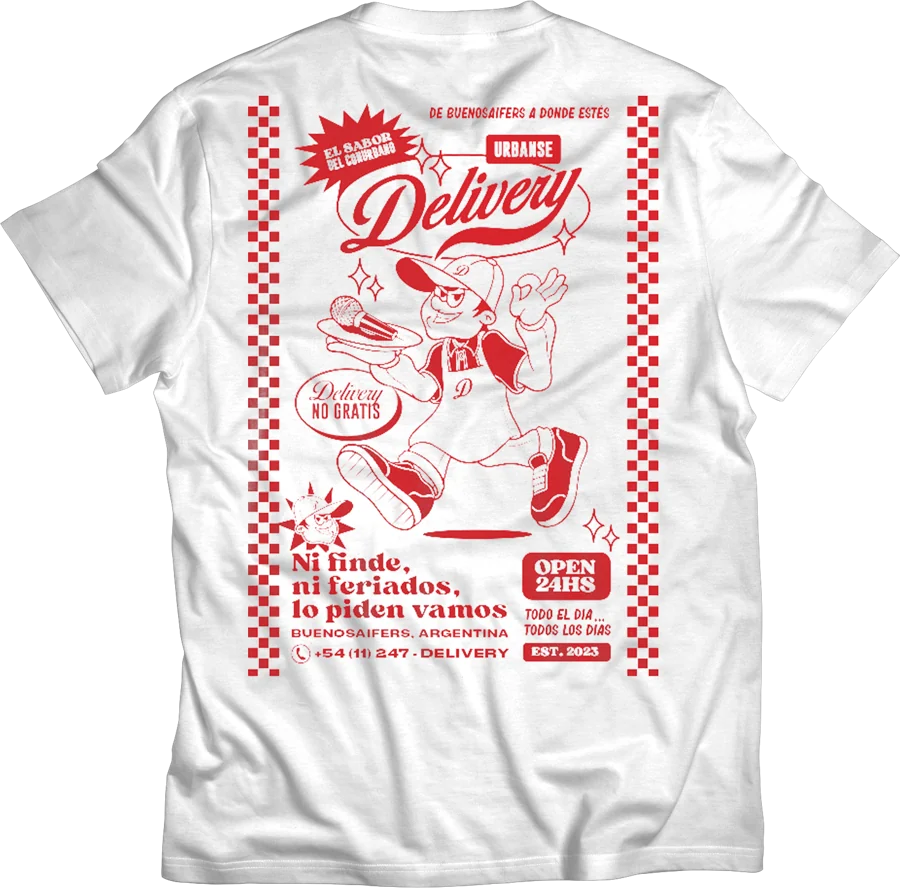 DE BUENOSAIFERS A DONDE ESTÉS
EL SABOR
DEL CONURBANO
URBANSE
Delivery
D
D
Delivery
NO GRATIS
Ni finde,
ni feriados,
lo piden vamos
BUENOSAIFERS, ARGENTINA
+54 (11) 247 - DELIVERY
OPEN
24HS
TODO EL DIA...
TODOS LOS DIAS
EST. 2023